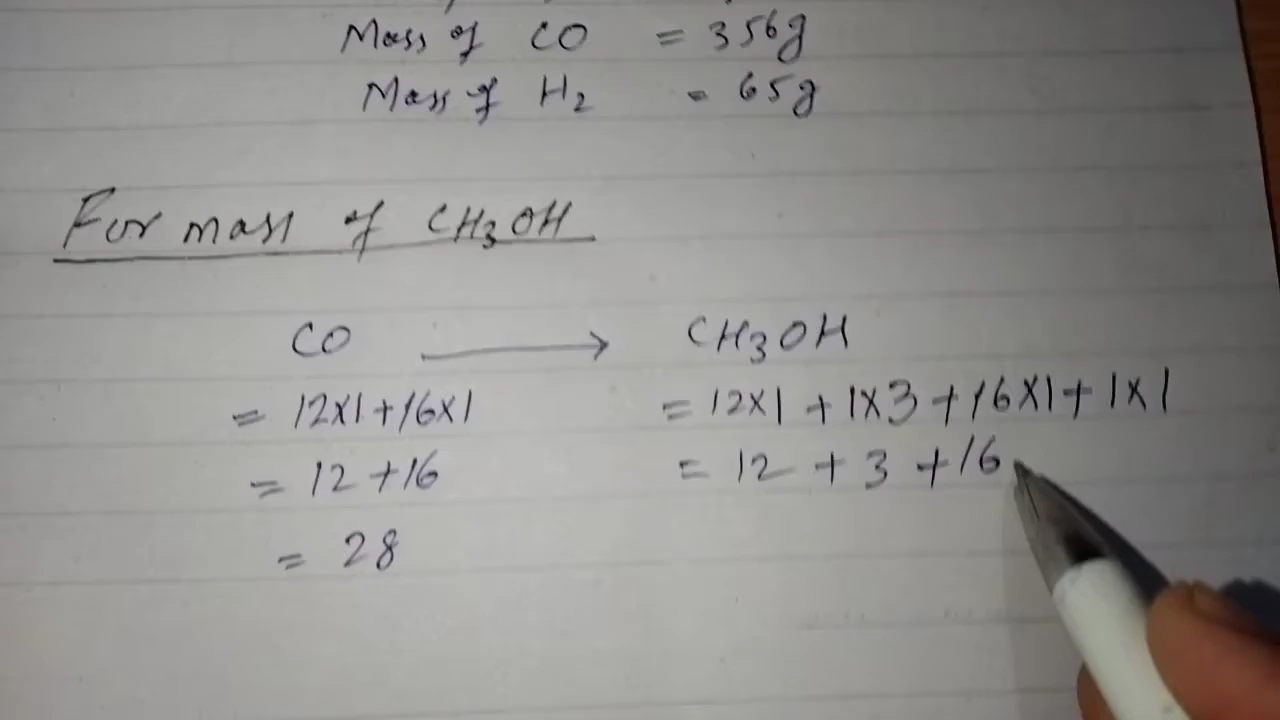 Mass of CO = 356g
Mass of H2 = 65g
For mass of CH3OH
CO → CH3OH
= 12x1+16x1 = 12x1 + 1x3 + 16x1 + 1x1
= 12 +16 = 12 + 3 + 16
= 28